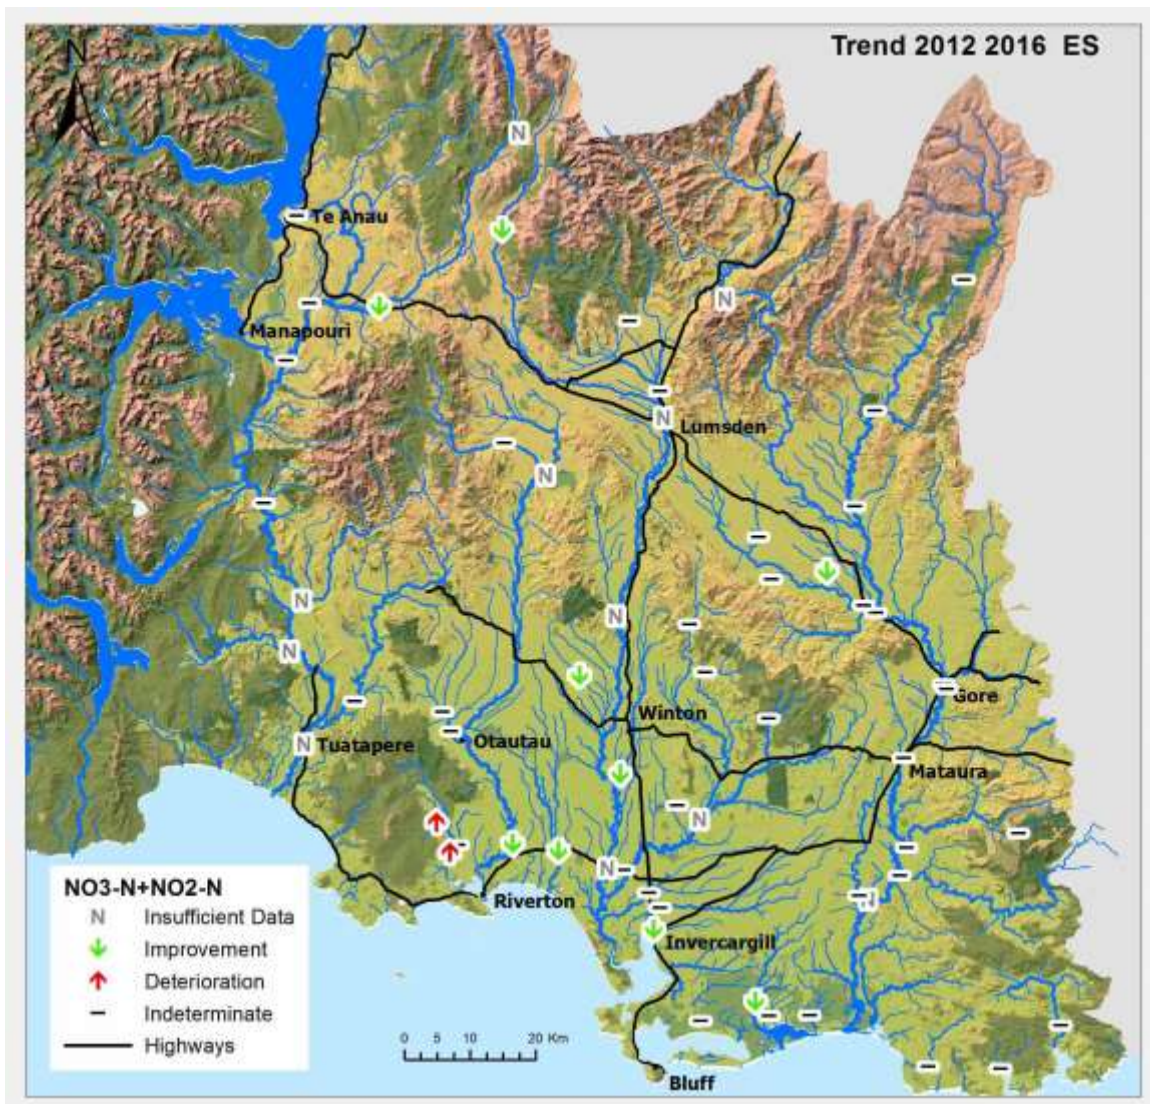 Trend 2012 2016 ES
N
N
Te Anau
N
Manapouri
N
Lumsden
N
N
N
N
Gore
Winton
N
Tuatapere
Otautau
Mataura
N
N
Riverton
N
Invercargill
Bluff
NO3-N+NO2-N
N Insufficient Data
Improvement
Deterioration
Indeterminate
Highways
0 5 10 20 Km